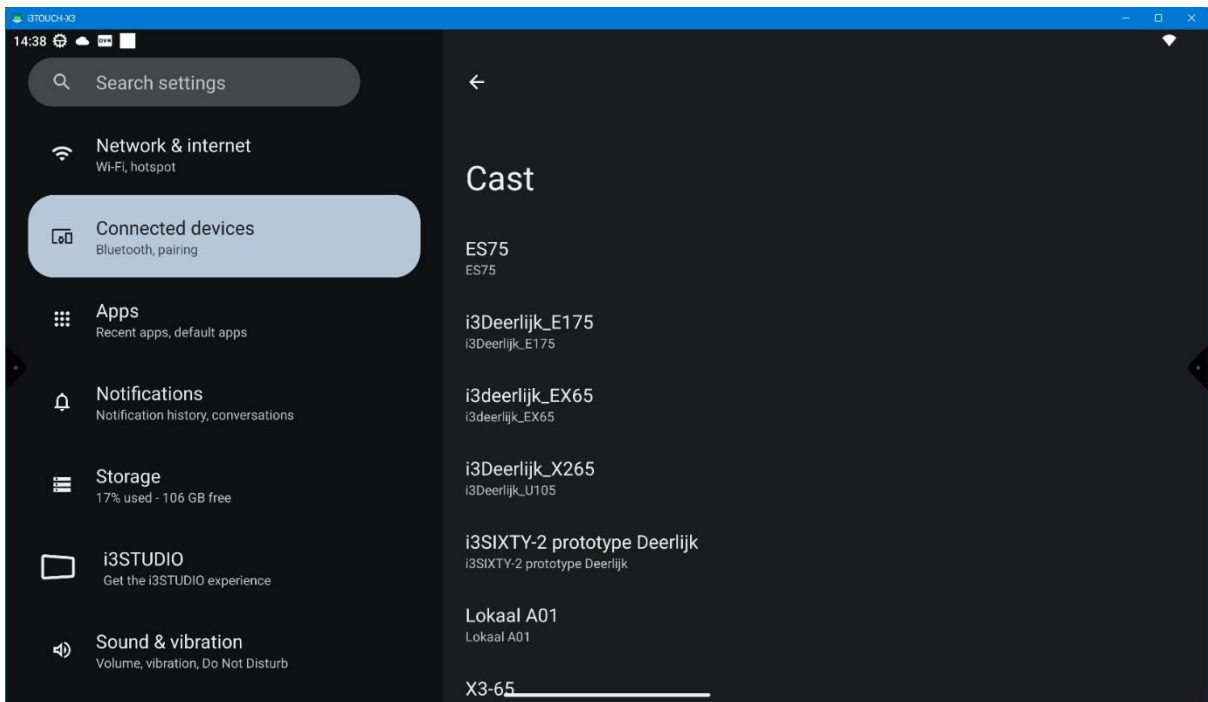 i3TOUCH-X3
14:38
DVR
Search settings
Network & internet
Wi-Fi, hotspot
Connected devices
Bluetooth, pairing
Apps
Recent apps, default apps
Notifications
Notification history, conversations
Storage
17% used - 106 GB free
i3STUDIO
Get the i3STUDIO experience
Sound & vibration
Volume, vibration, Do Not Disturb
Cast
ES75
ES75
i3Deerlijk_E175
i3Deerlijk_E175
i3deerlijk_EX65
i3deerlijk_EX65
i3Deerlijk_X265
i3Deerlijk_U105
i3SIXTY-2 prototype Deerlijk
i3SIXTY-2 prototype Deerlijk
Lokaal A01
Lokaal A01
X3-65